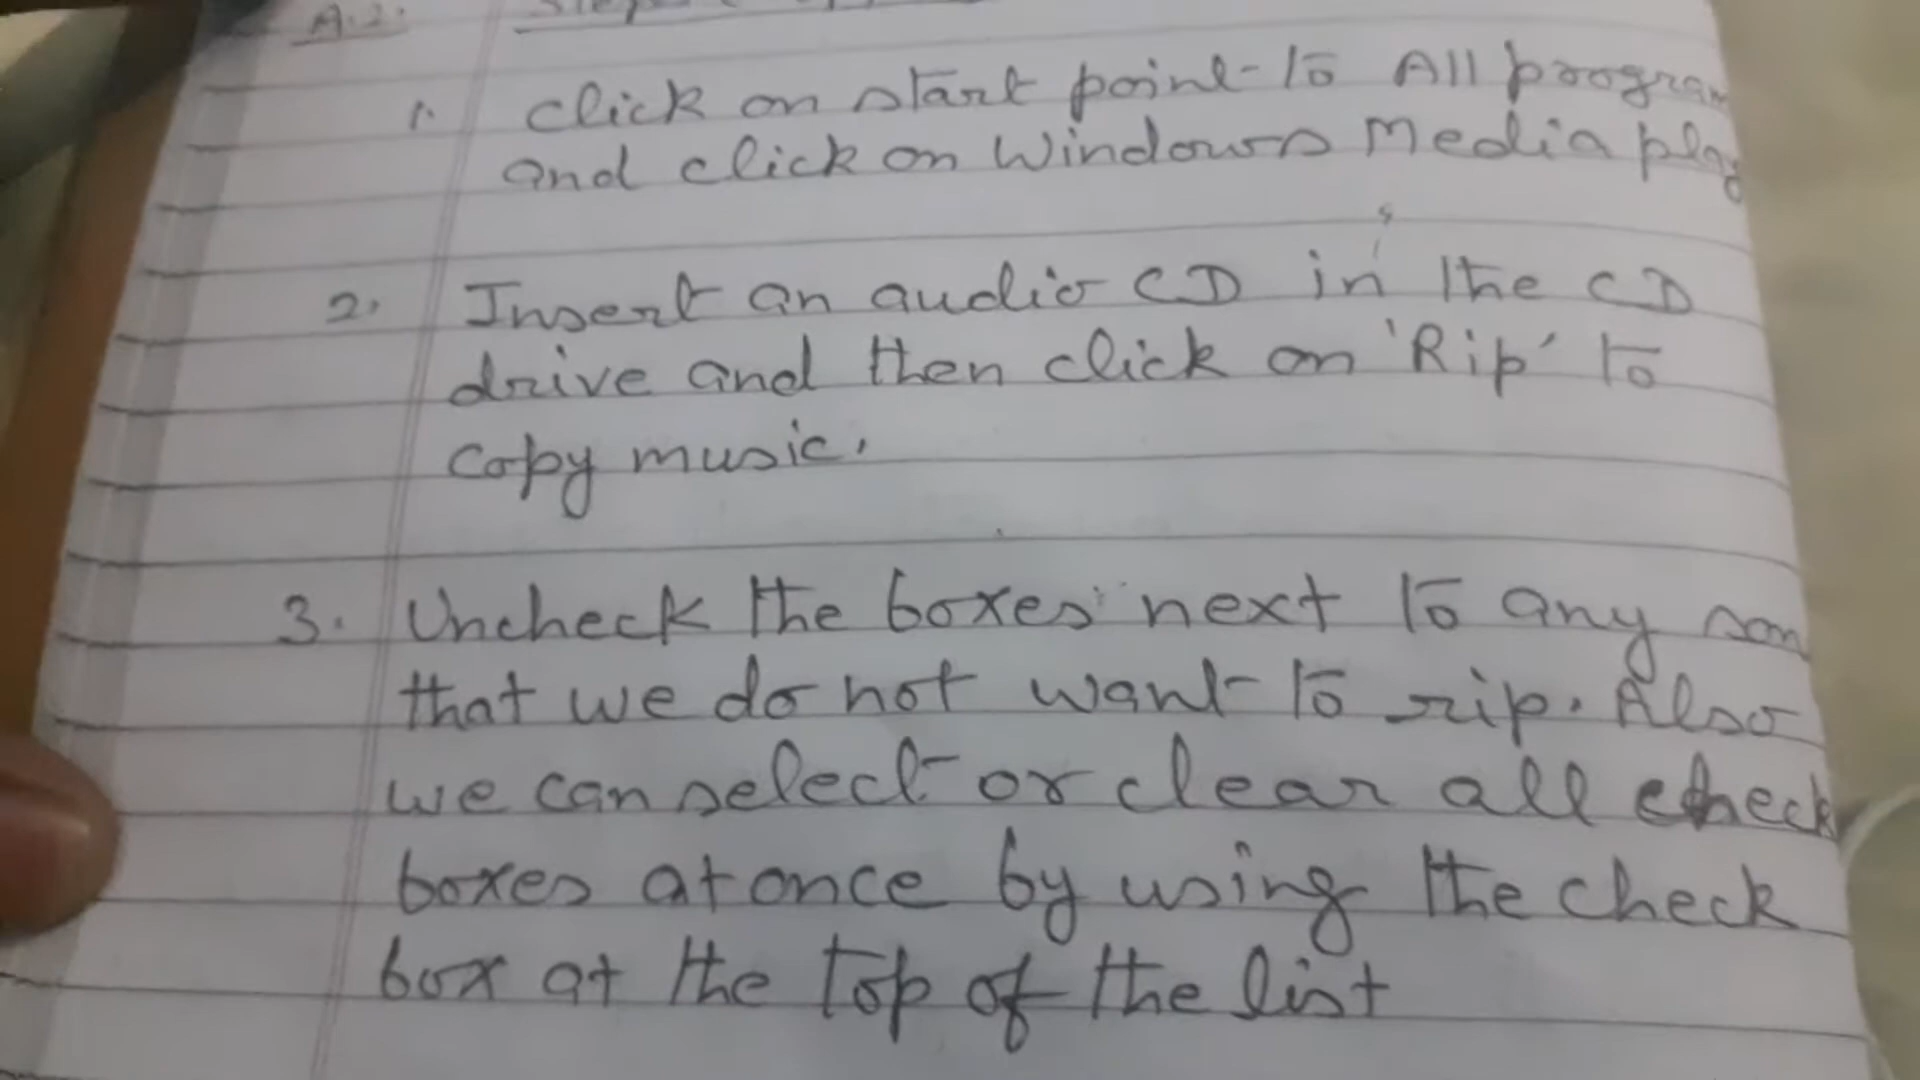 A.2.
1. Click on start point to All program
and click on Windows Media play
2. Insert an audio CD in the CD
drive and then click on 'Rip' to
copy music.
3. Uncheck the boxes next to any son
that we do not want to rip. Also
we can select or clear all check
boxes at once by using the check
box at the top of the list